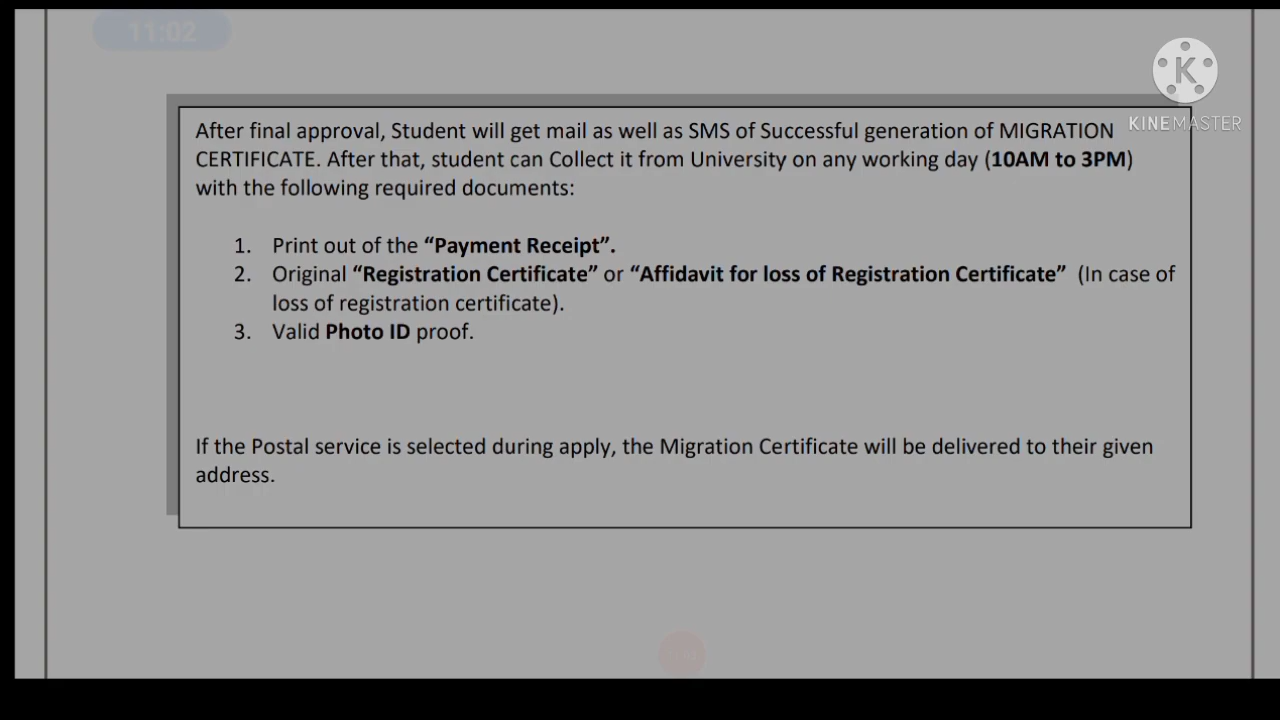 11:02
K
KINEMASTER
After final approval, Student will get mail as well as SMS of Successful generation of MIGRATION
CERTIFICATE. After that, student can Collect it from University on any working day (10AM to 3PM)
with the following required documents:
1. Print out of the “Payment Receipt”.
2. Original “Registration Certificate” or “Affidavit for loss of Registration Certificate” (In case of
loss of registration certificate).
3. Valid Photo ID proof.
If the Postal service is selected during apply, the Migration Certificate will be delivered to their given
address.